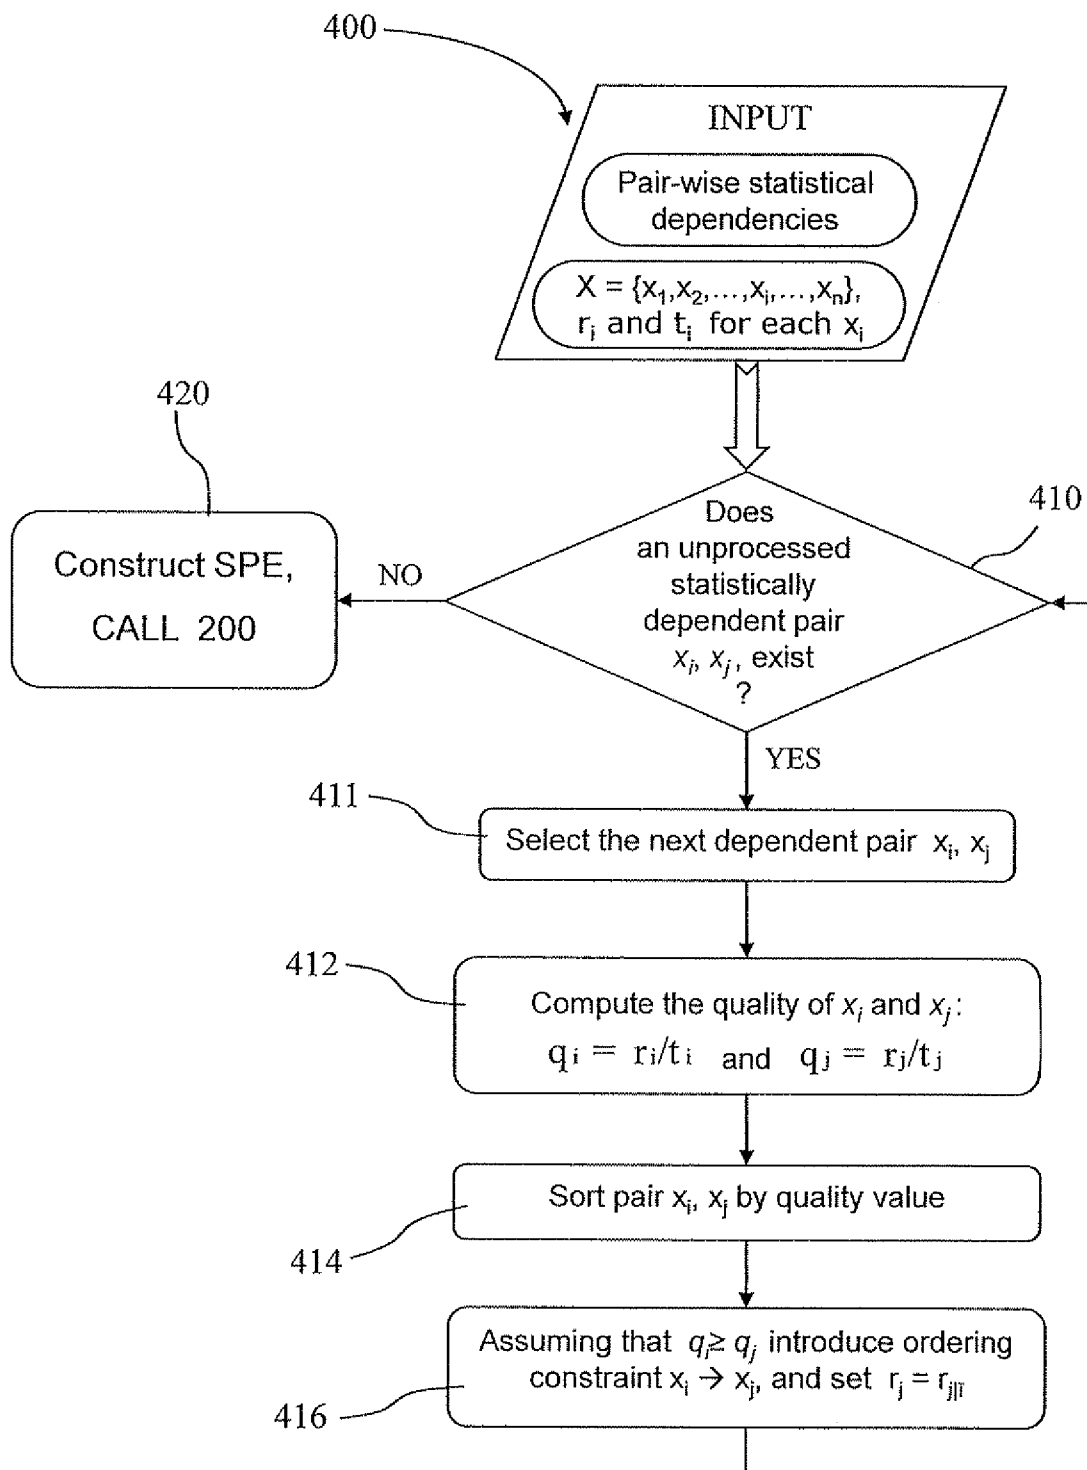 400
INPUT
Pair-wise statistical
dependencies
X = {x₁,x₂,...,xᵢ,...,xₙ},
rᵢ and tᵢ for each xᵢ
420
410
Construct SPE,
CALL 200
NO
Does
an unprocessed
statistically
dependent pair
xᵢ, xⱼ, exist
?
YES
411
Select the next dependent pair xᵢ, xⱼ
412
Compute the quality of xᵢ and xⱼ:
qᵢ = rᵢ/tᵢ and qⱼ = rⱼ/tⱼ
Sort pair xᵢ, xⱼ by quality value
414
Assuming that qᵢ≥ qⱼ introduce ordering
constraint xᵢ → xⱼ, and set rⱼ = r_{j|ī}
416